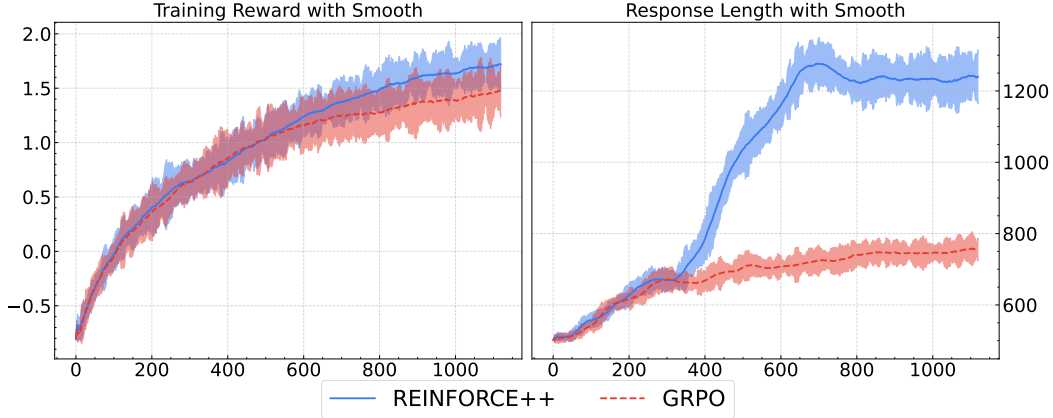 Training Reward with Smooth
Response Length with Smooth
2.0
1.5
1.0
0.5
0.0
−0.5
1200
1000
800
600
0 200 400 600 800 1000
0 200 400 600 800 1000
REINFORCE++ GRPO